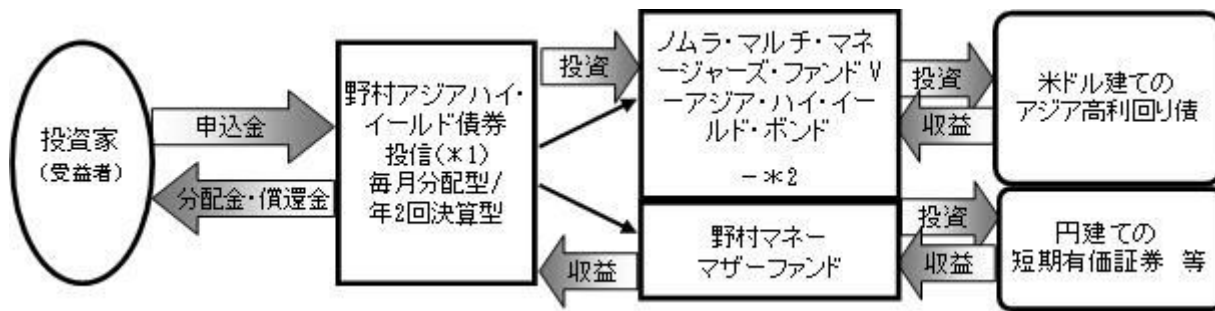 投資家
(受益者)
申込金
分配金・償還金
野村アジアハイ・
イールド債券
投信(*1)
毎月分配型/
年2回決算型
投資
収益
ノムラ・マルチ・マネ
ージャーズ・ファンドⅤ
-アジア・ハイ・イー
ルド・ボンド
-*2
野村マネー
マザーファンド
投資
収益
投資
収益
米ドル建ての
アジア高利回り債
円建ての
短期有価証券 等